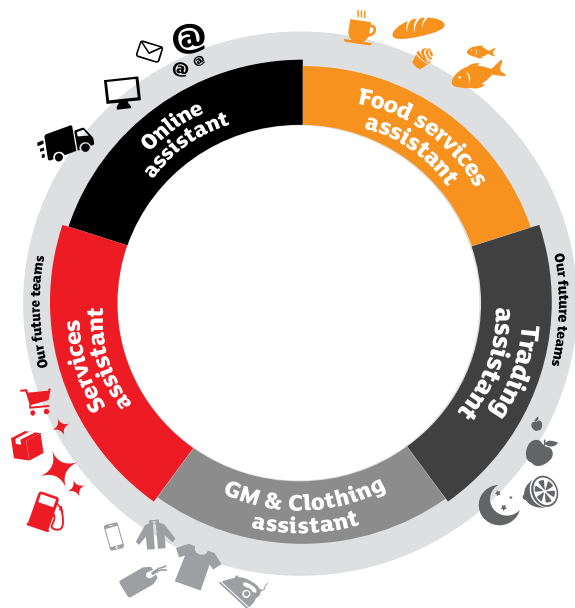 Online
assistant
Food services
assistant
Our future teams
Our future teams
Services
assistant
Trading
assistant
GM & Clothing
assistant